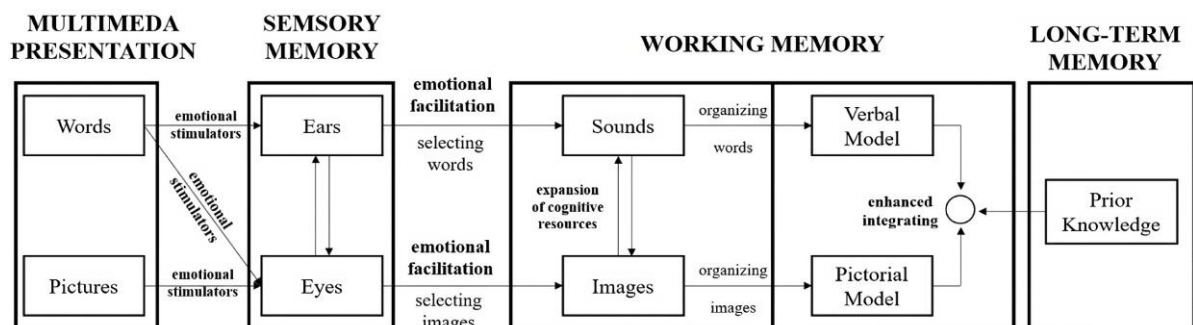 MULTIMEDA
PRESENTATION
SEMSORY
MEMORY
WORKING MEMORY
LONG-TERM
MEMORY
Words
emotional
stimulators
Ears
emotional
facilitation
selecting
words
Sounds
organizing
words
Verbal
Model
emotional
stimulators
expansion
of cognitive
resources
enhanced
integrating
Prior
Knowledge
Pictures
emotional
stimulators
Eyes
emotional
facilitation
selecting
images
Images
organizing
images
Pictorial
Model